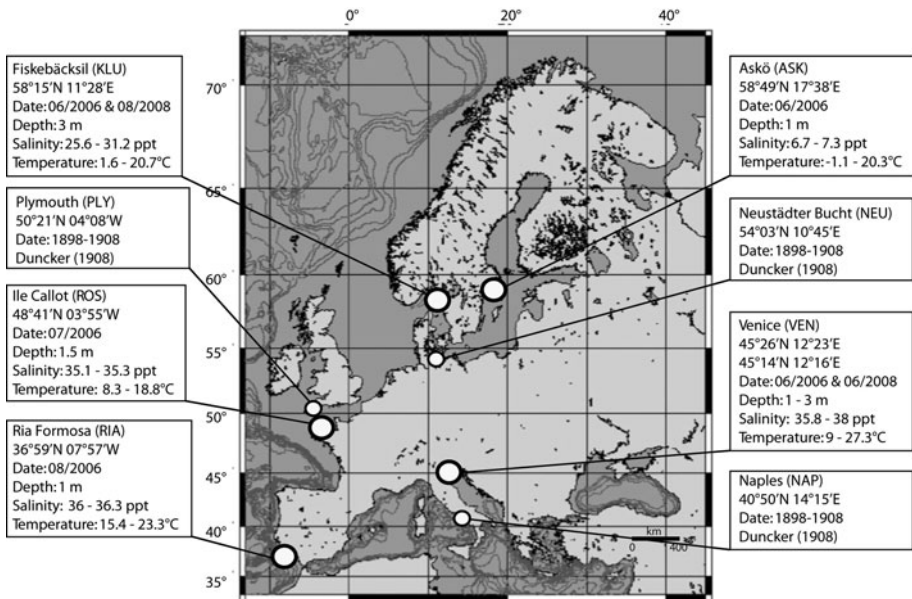 0°
20°
40°
70°
65°
60°
55°
50°
45°
40°
35°
Fiskebäcksil (KLU)
58°15'N 11°28'E
Date: 06/2006 & 08/2008
Depth: 3 m
Salinity: 25.6 - 31.2 ppt
Temperature: 1.6 - 20.7°C
Plymouth (PLY)
50°21'N 04°08'W
Date: 1898-1908
Duncker (1908)
Ile Callot (ROS)
48°41'N 03°55'W
Date: 07/2006
Depth: 1.5 m
Salinity: 35.1 - 35.3 ppt
Temperature: 8.3 - 18.8°C
Ria Formosa (RIA)
36°59'N 07°57'W
Date: 08/2006
Depth: 1 m
Salinity: 36 - 36.3 ppt
Temperature: 15.4 - 23.3°C
Askö (ASK)
58°49'N 17°38'E
Date: 06/2006
Depth: 1 m
Salinity: 6.7 - 7.3 ppt
Temperature: -1.1 - 20.3°C
Neustädter Bucht (NEU)
54°03'N 10°45'E
Date: 1898-1908
Duncker (1908)
Venice (VEN)
45°26'N 12°23'E
45°14'N 12°16'E
Date: 06/2006 & 06/2008
Depth: 1 - 3 m
Salinity: 35.8 - 38 ppt
Temperature: 9 - 27.3°C
Naples (NAP)
40°50'N 14°15'E
Date: 1898-1908
Duncker (1908)
km
0 400